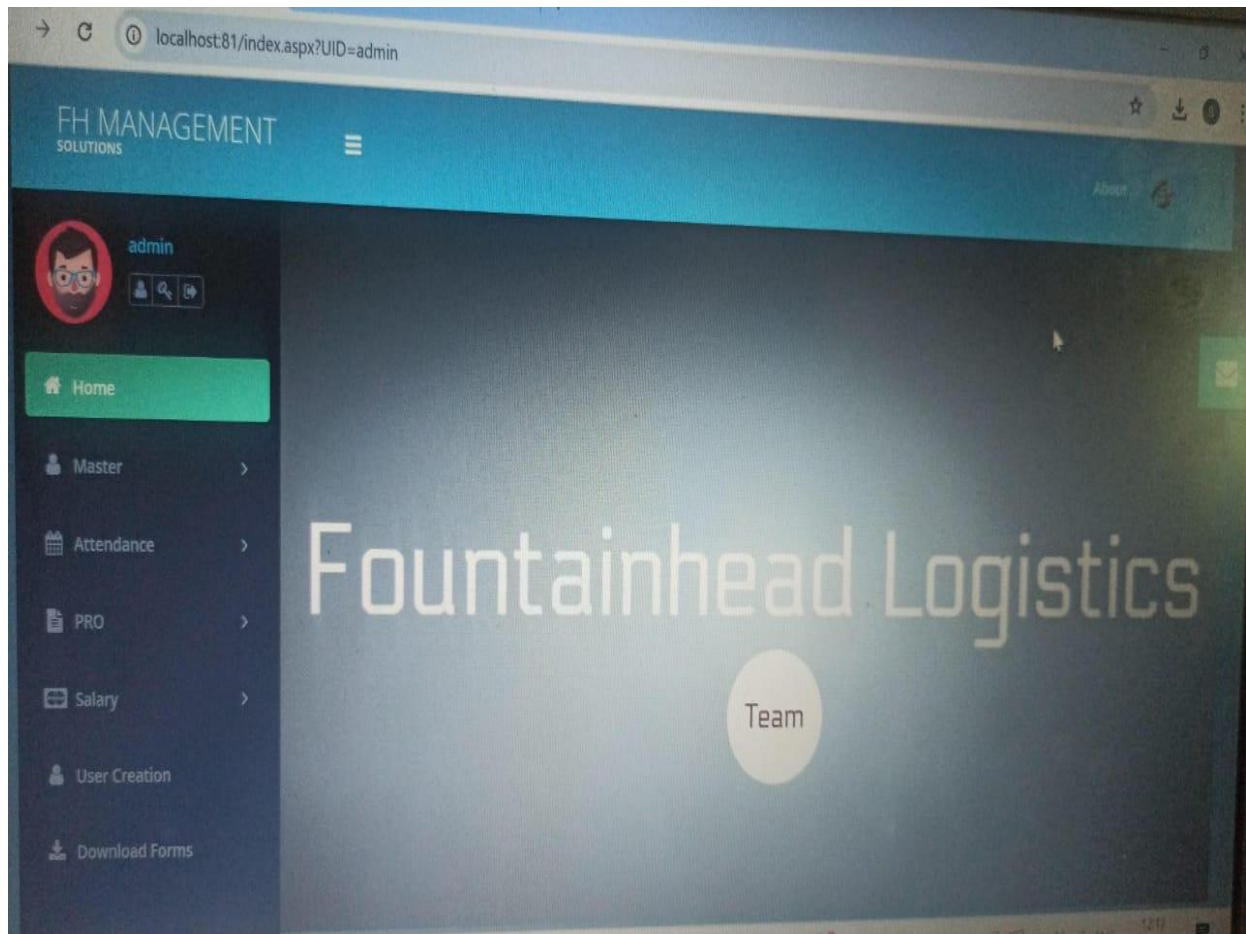 localhost:81/index.aspx?UID=admin
FH MANAGEMENT
SOLUTIONS
About
admin
Home
Master
Attendance
PRO
Salary
User Creation
Download Forms
Fountainhead Logistics
Team